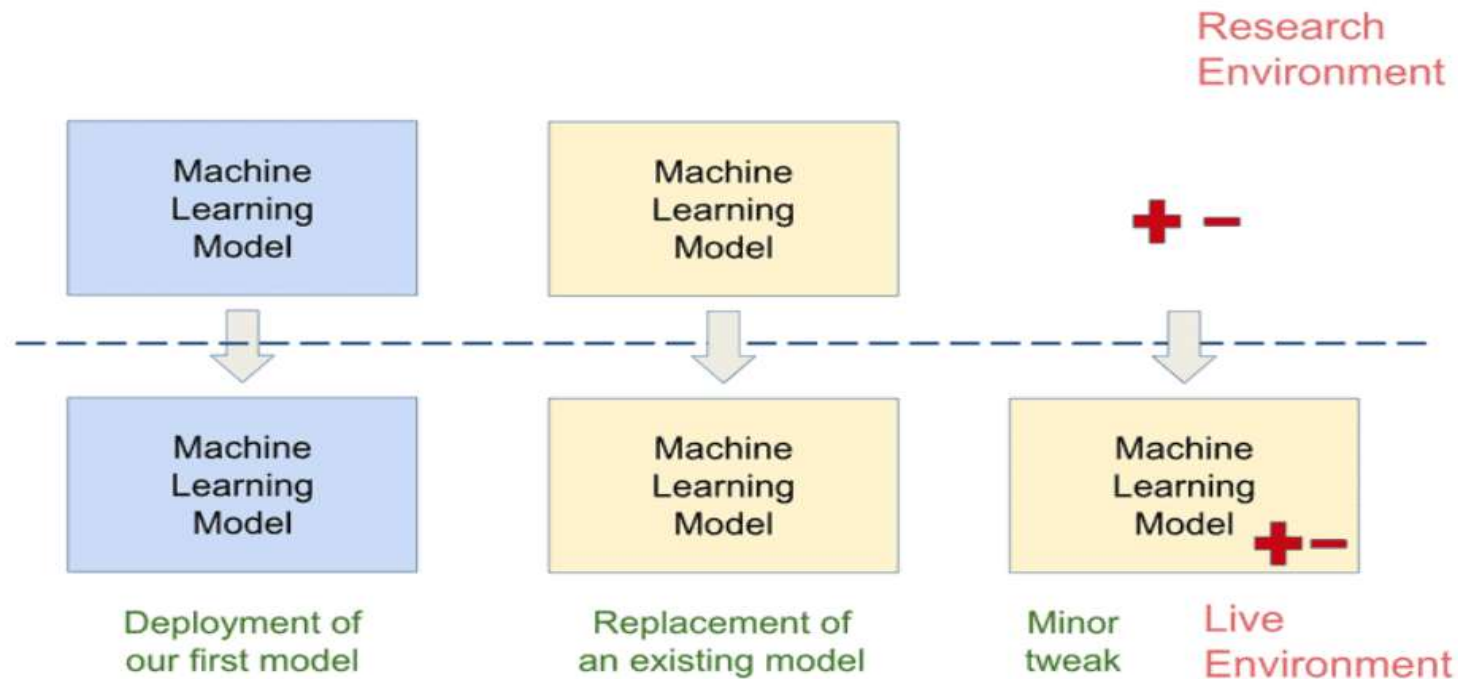 Research
Environment
Machine
Learning
Model
Machine
Learning
Model
Machine
Learning
Model
Machine
Learning
Model
Machine
Learning
Model
Deployment of
our first model
Replacement of
an existing model
Minor
tweak
Live
Environment